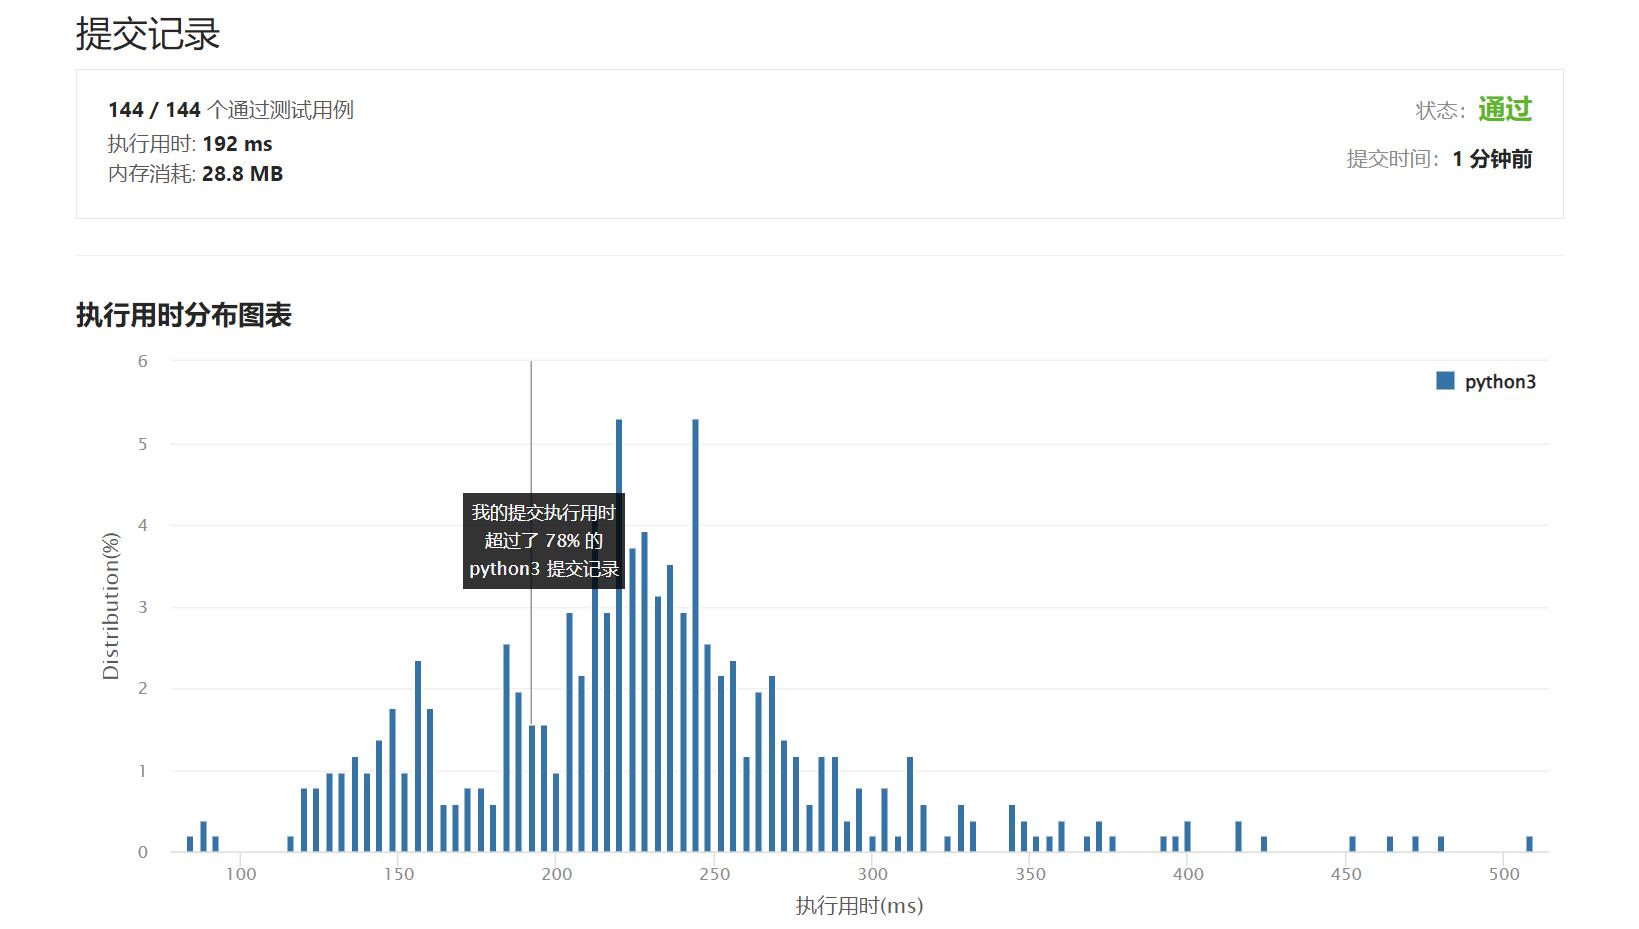 提交记录
144 / 144 个通过测试用例
状态：通过
执行用时: 192 ms
提交时间：1 分钟前
内存消耗: 28.8 MB
执行用时分布图表
6
python3
5
我的提交执行用时
4
超过了 78% 的
python3 提交记录
Distribution(%)
3
2
1
0
100 150 200 250 300 350 400 450 500
执行用时(ms)